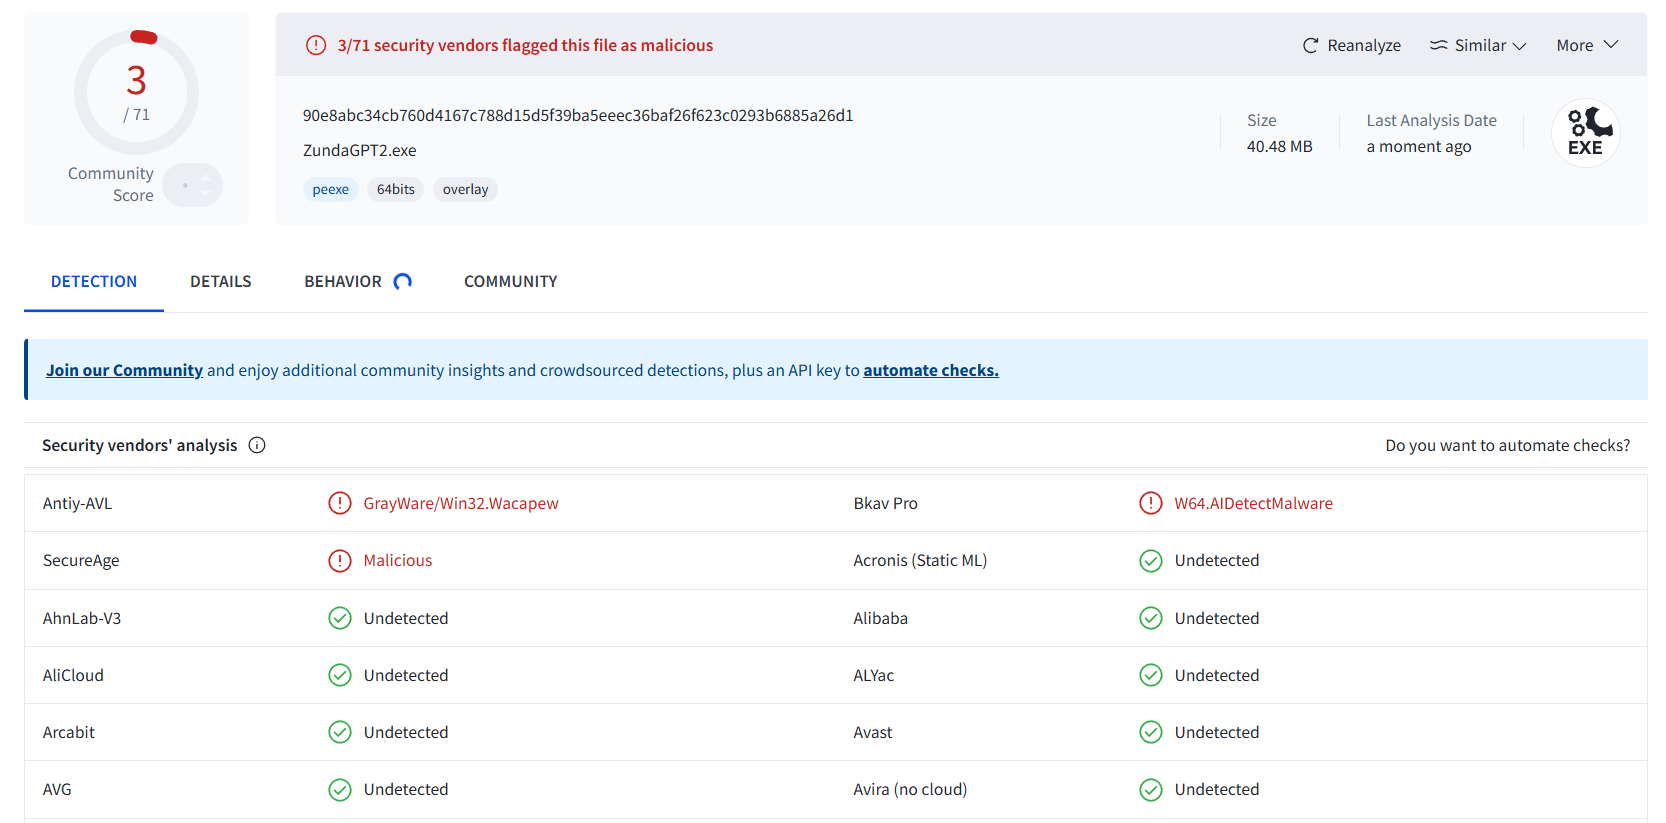 3
/ 71
Community
Score
3/71 security vendors flagged this file as malicious
Reanalyze
Similar
More
90e8abc34cb760d4167c788d15d5f39ba5eeec36baf26f623c0293b6885a26d1
ZundaGPT2.exe
peexe 64bits overlay
Size
40.48 MB
Last Analysis Date
a moment ago
EXE
DETECTION DETAILS BEHAVIOR COMMUNITY
Join our Community and enjoy additional community insights and crowdsourced detections, plus an API key to automate checks.
Security vendors' analysis Do you want to automate checks?
Antiy-AVL GrayWare/Win32.Wacapew Bkav Pro W64.AIDetectMalware
SecureAge Malicious Acronis (Static ML) Undetected
AhnLab-V3 Undetected Alibaba Undetected
AliCloud Undetected ALYac Undetected
Arcabit Undetected Avast Undetected
AVG Undetected Avira (no cloud) Undetected